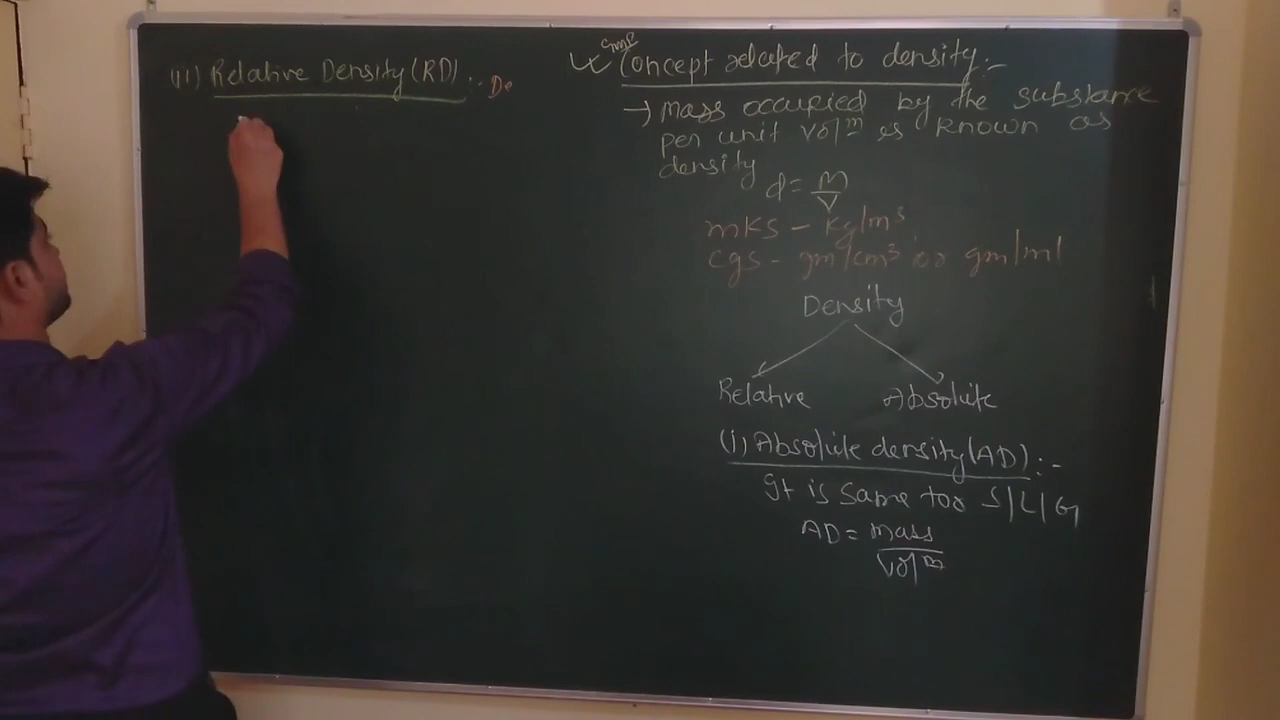 (ii) Relative Density (RD) :- De
Imp
Concept related to density :-
→ Mass occupied by the substance
per unit vol^m is known as
density
d = M/V
MKS - Kg/m³
cgs - gm/cm³ or gm/ml
Density
Relative Absolute
(i) Absolute density (AD) :-
It is same for S/L/G
AD = Mass
Vol^m